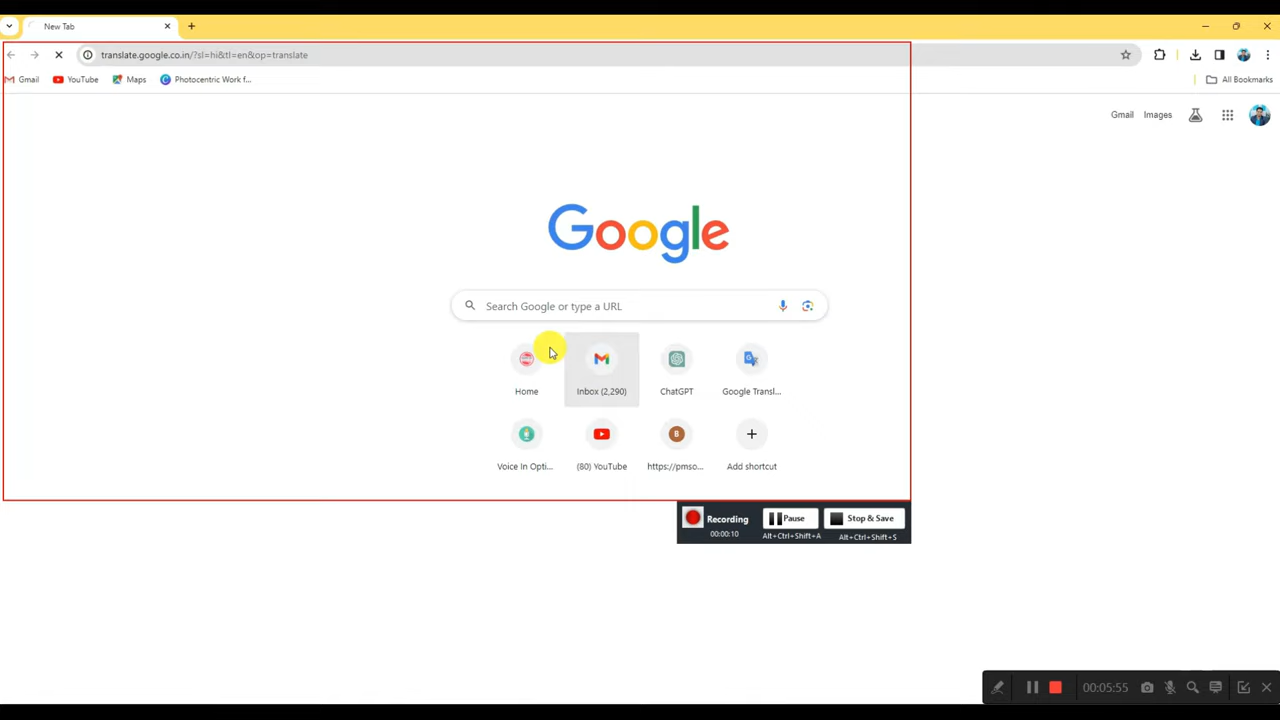 New Tab
translate.google.co.in/?sl=hi&tl=en&op=translate
Gmail YouTube Maps Photocentric Work f... All Bookmarks
Gmail Images
Google
Search Google or type a URL
Home Inbox (2,290) ChatGPT Google Transl...
Voice In Opti... (80) YouTube https://pmso... Add shortcut
Recording Pause Stop & Save
00:00:10 Alt+Ctrl+Shift+A Alt+Ctrl+Shift+S
00:05:55